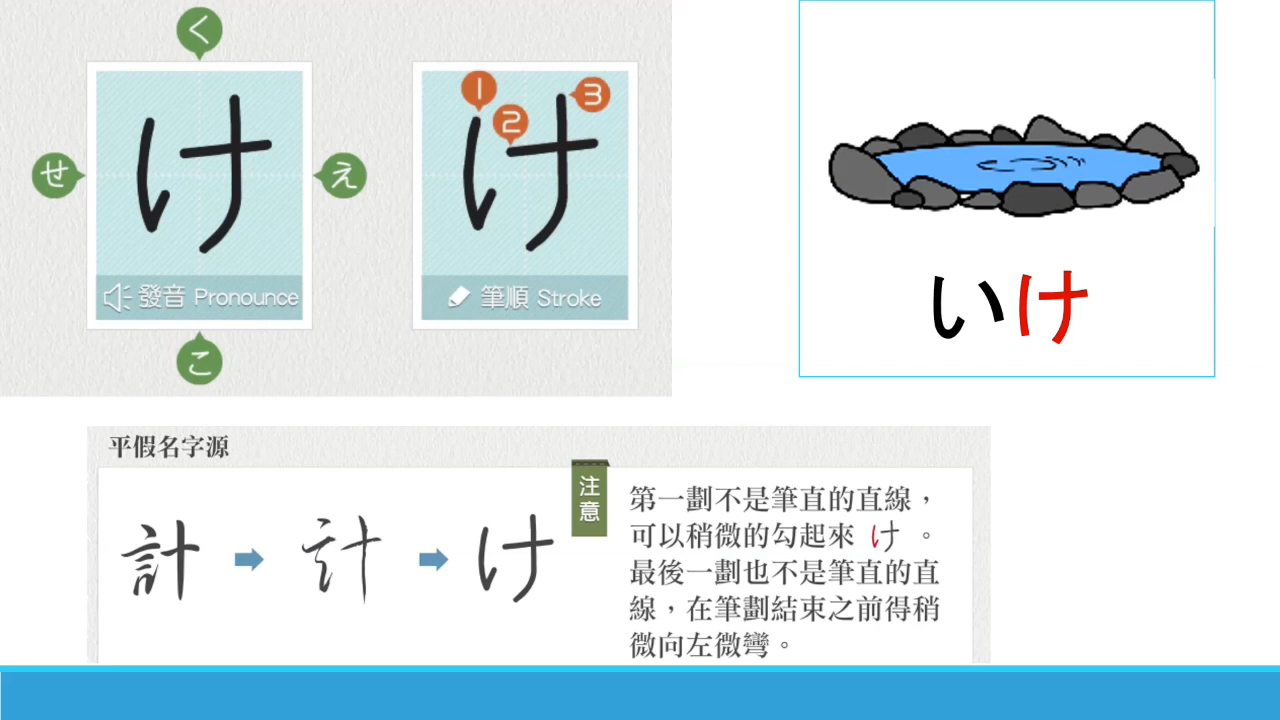 く
せ
け
え
發音 Pronounce
こ
1
2
3
け
筆順 Stroke
いけ
平假名字源
計
計
け
注意
第一劃不是筆直的直線，
可以稍微的勾起來 け 。
最後一劃也不是筆直的直
線，在筆劃結束之前得稍
微向左微彎。